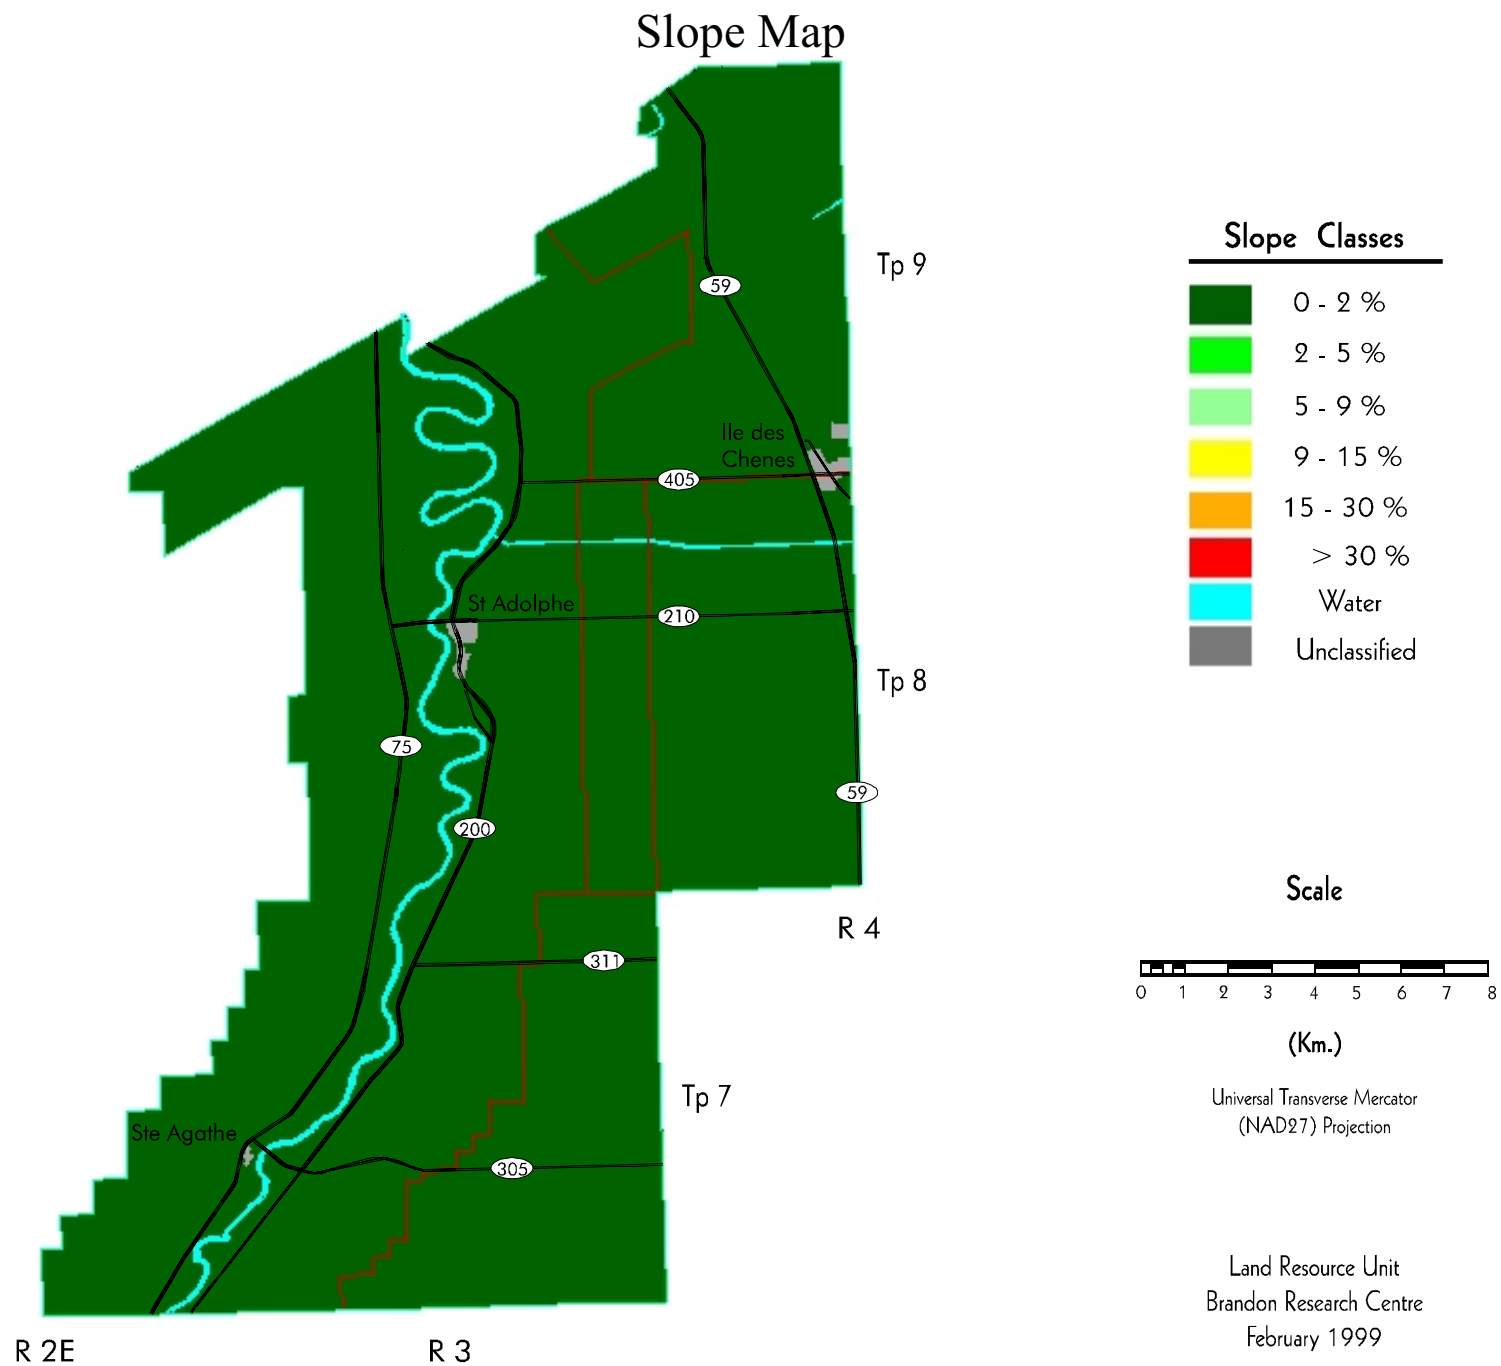 Slope Map
Tp 9
59
Ile des
Chenes
405
St Adolphe
210
Tp 8
75
59
200
R 4
311
Tp 7
Ste Agathe
305
R 2E
R 3
Slope Classes
0 - 2 %
2 - 5 %
5 - 9 %
9 - 15 %
15 - 30 %
> 30 %
Water
Unclassified
Scale
0 1 2 3 4 5 6 7 8
(Km.)
Universal Transverse Mercator
(NAD27) Projection
Land Resource Unit
Brandon Research Centre
February 1999